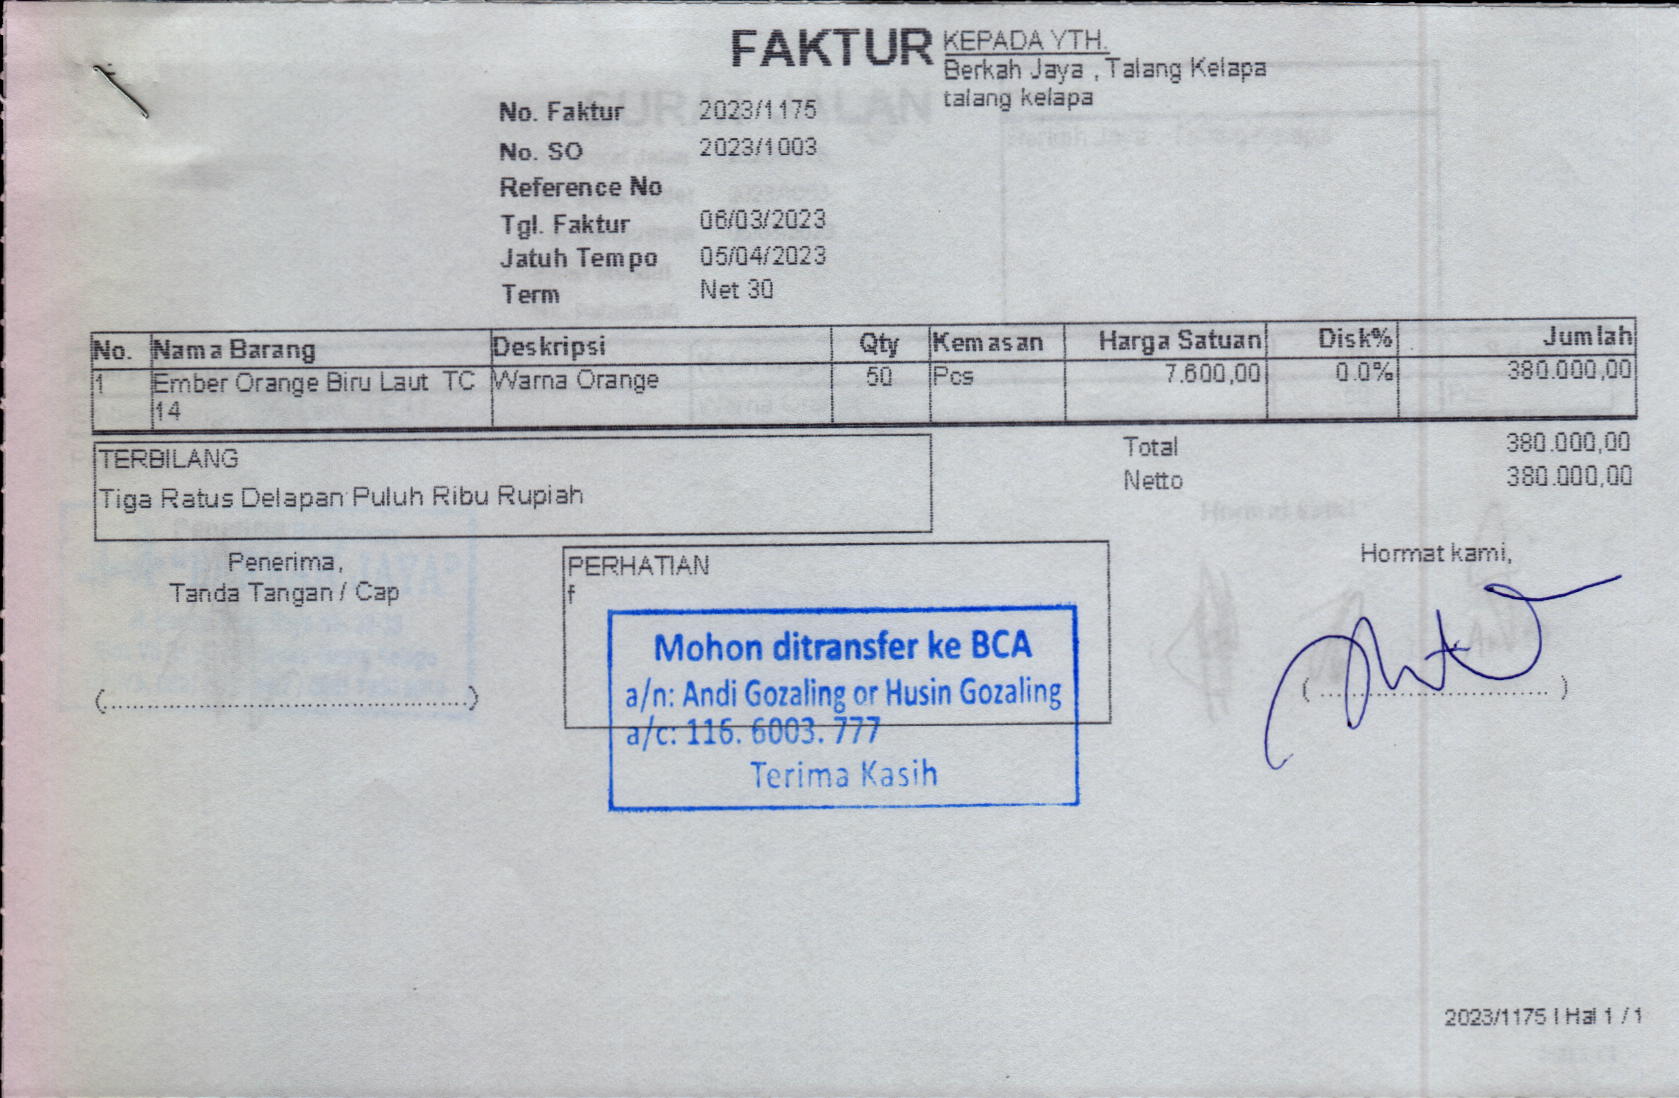 FAKTUR
KEPADA YTH.
Berkah Jaya , Talang Kelapa
talang kelapa
No. Faktur 2023/1175
No. SO 2023/1003
Reference No
Tgl. Faktur 06/03/2023
Jatuh Tempo 05/04/2023
Term Net 30
No. Nama Barang Deskripsi Qty Kemasan Harga Satuan Disk% Jumlah
1 Ember Orange Biru Laut TC Warna Orange 50 Pcs 7.600,00 0.0% 380.000,00
14
Total 380.000,00
Netto 380.000,00
TERBILANG
Tiga Ratus Delapan Puluh Ribu Rupiah
Penerima,
Tanda Tangan / Cap
(........................................)
PERHATIAN
f
Mohon ditransfer ke BCA
a/n: Andi Gozaling or Husin Gozaling
a/c: 116. 6003. 777
Terima Kasih
Hormat kami,
(............................)
2023/1175 | Hal 1 / 1